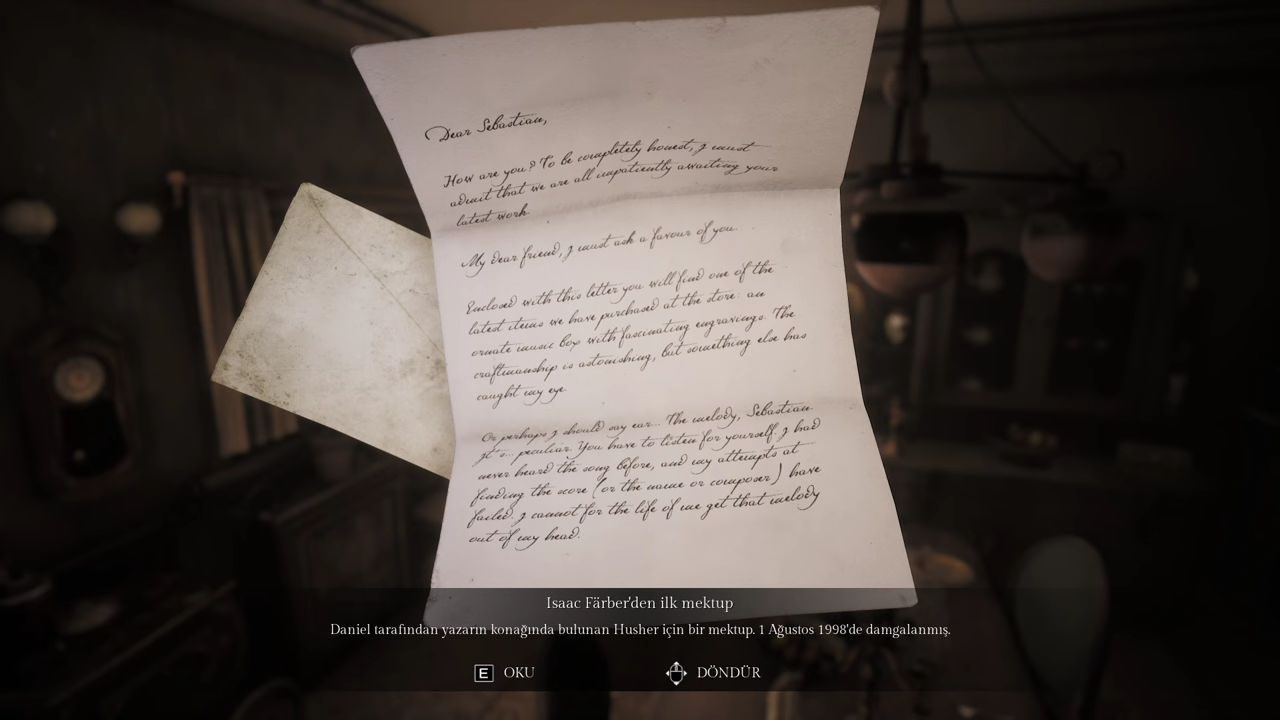 Dear Sebastian,
How are you? To be completely honest, I must
admit that we are all impatiently awaiting your
latest work.
My dear friend, I must ask a favour of you.
Enclosed with this letter you will find one of the
latest items we have purchased at the store: an
ornate music box with fascinating engravings. The
craftmanship is astonishing, but something else has
caught my eye.
Or perhaps I should say ear... The melody, Sebastian.
It's... peculiar. You have to listen for yourself. I had
never heard the song before, and my attempts at
finding the score (or the name or composer) have
failed. I cannot for the life of me get that melody
out of my head.
Isaac Färber'den ilk mektup
Daniel tarafından yazarın konağında bulunan Husher için bir mektup. 1 Ağustos 1998'de damgalanmış.
E OKU
DÖNDÜR